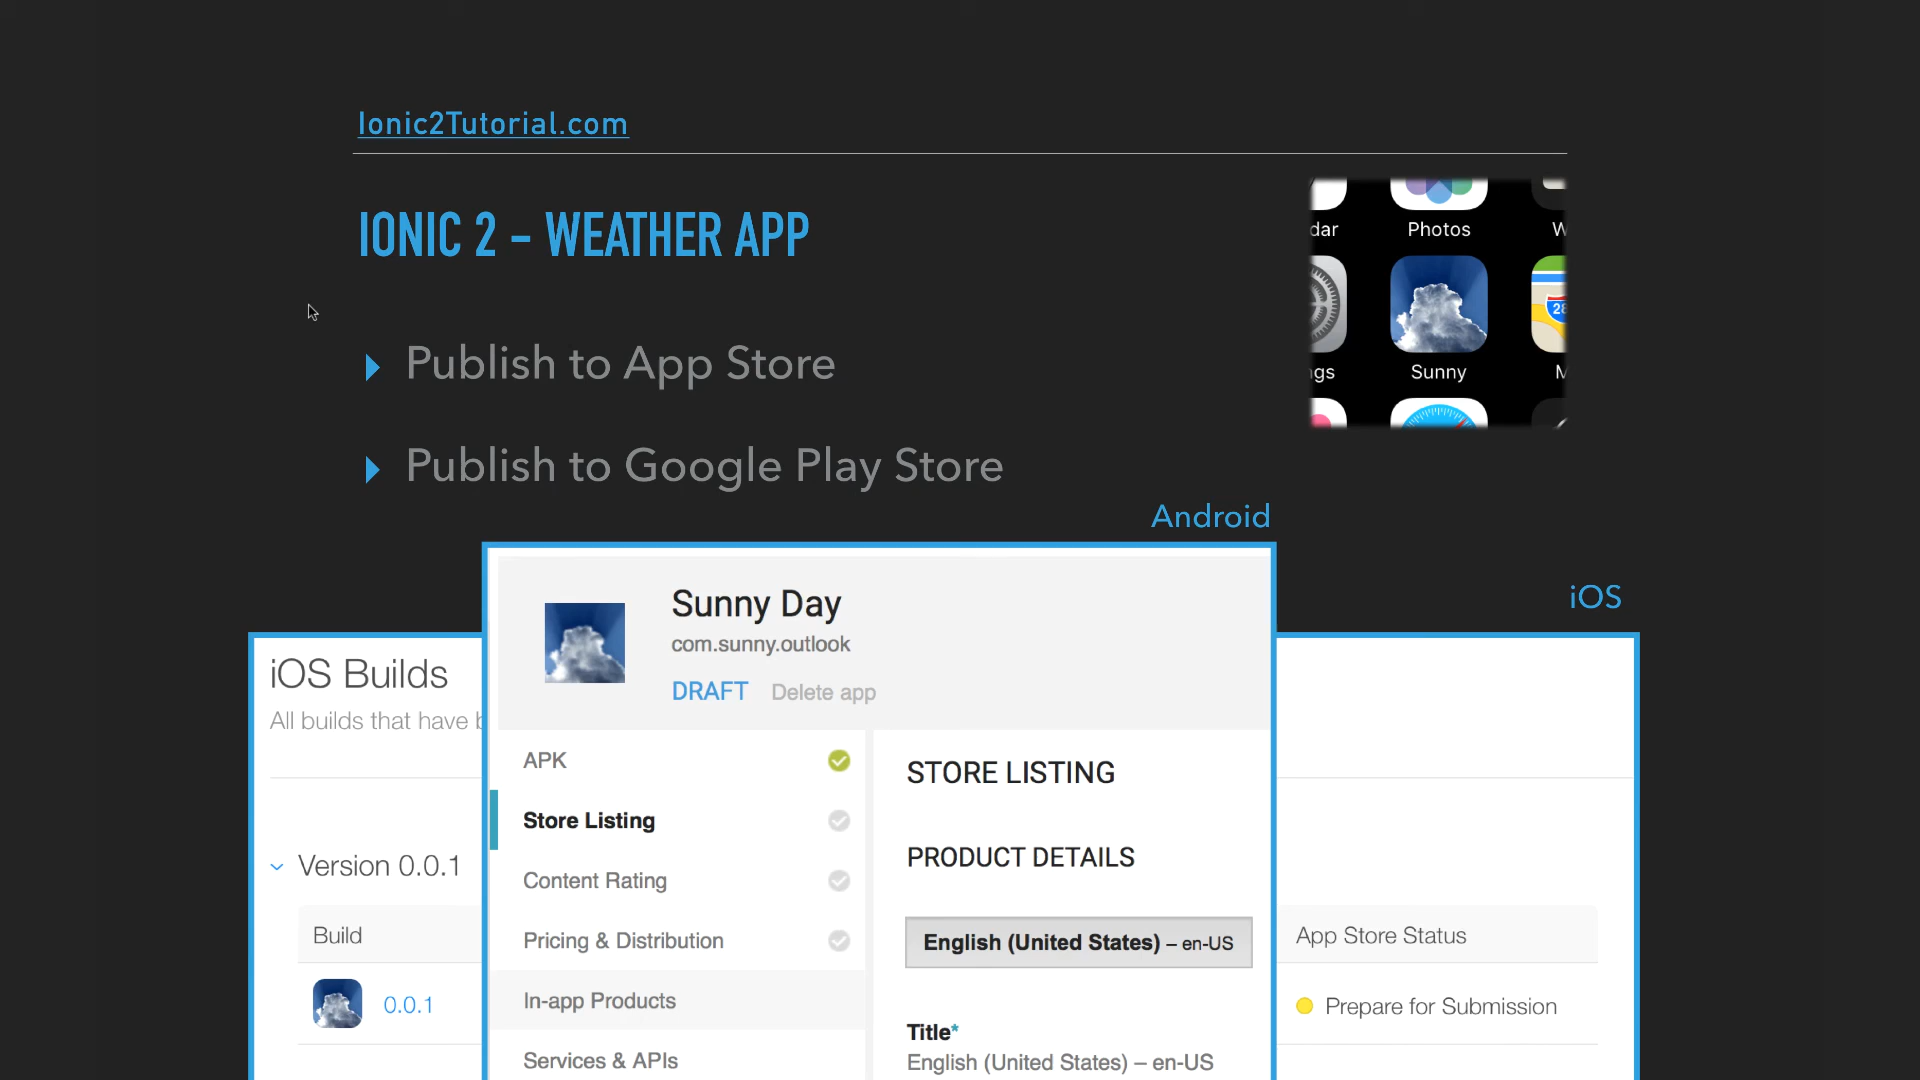 Ionic2Tutorial.com
IONIC 2 - WEATHER APP
Publish to App Store
Publish to Google Play Store
dar
Photos
W
28
ngs
Sunny
M
Android
iOS
Sunny Day
com.sunny.outlook
DRAFT Delete app
APK
Store Listing
Content Rating
Pricing & Distribution
In-app Products
Services & APIs
STORE LISTING
PRODUCT DETAILS
English (United States) – en-US
Title*
English (United States) – en-US
iOS Builds
All builds that have b
Version 0.0.1
Build
0.0.1
App Store Status
Prepare for Submission